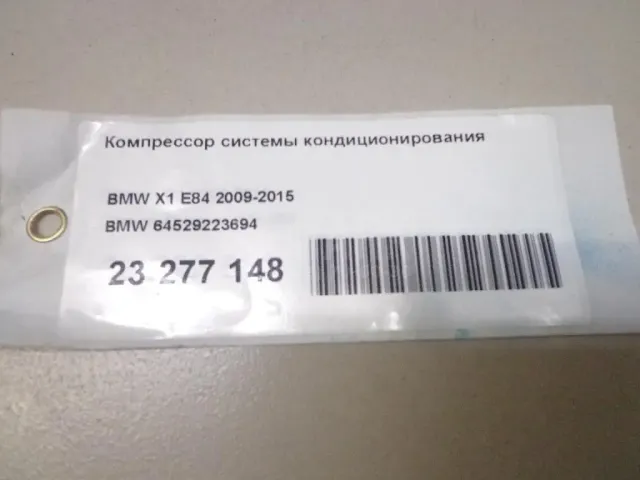 Компрессор системы кондиционирования
BMW X1 E84 2009-2015
BMW 64529223694
23 277 148